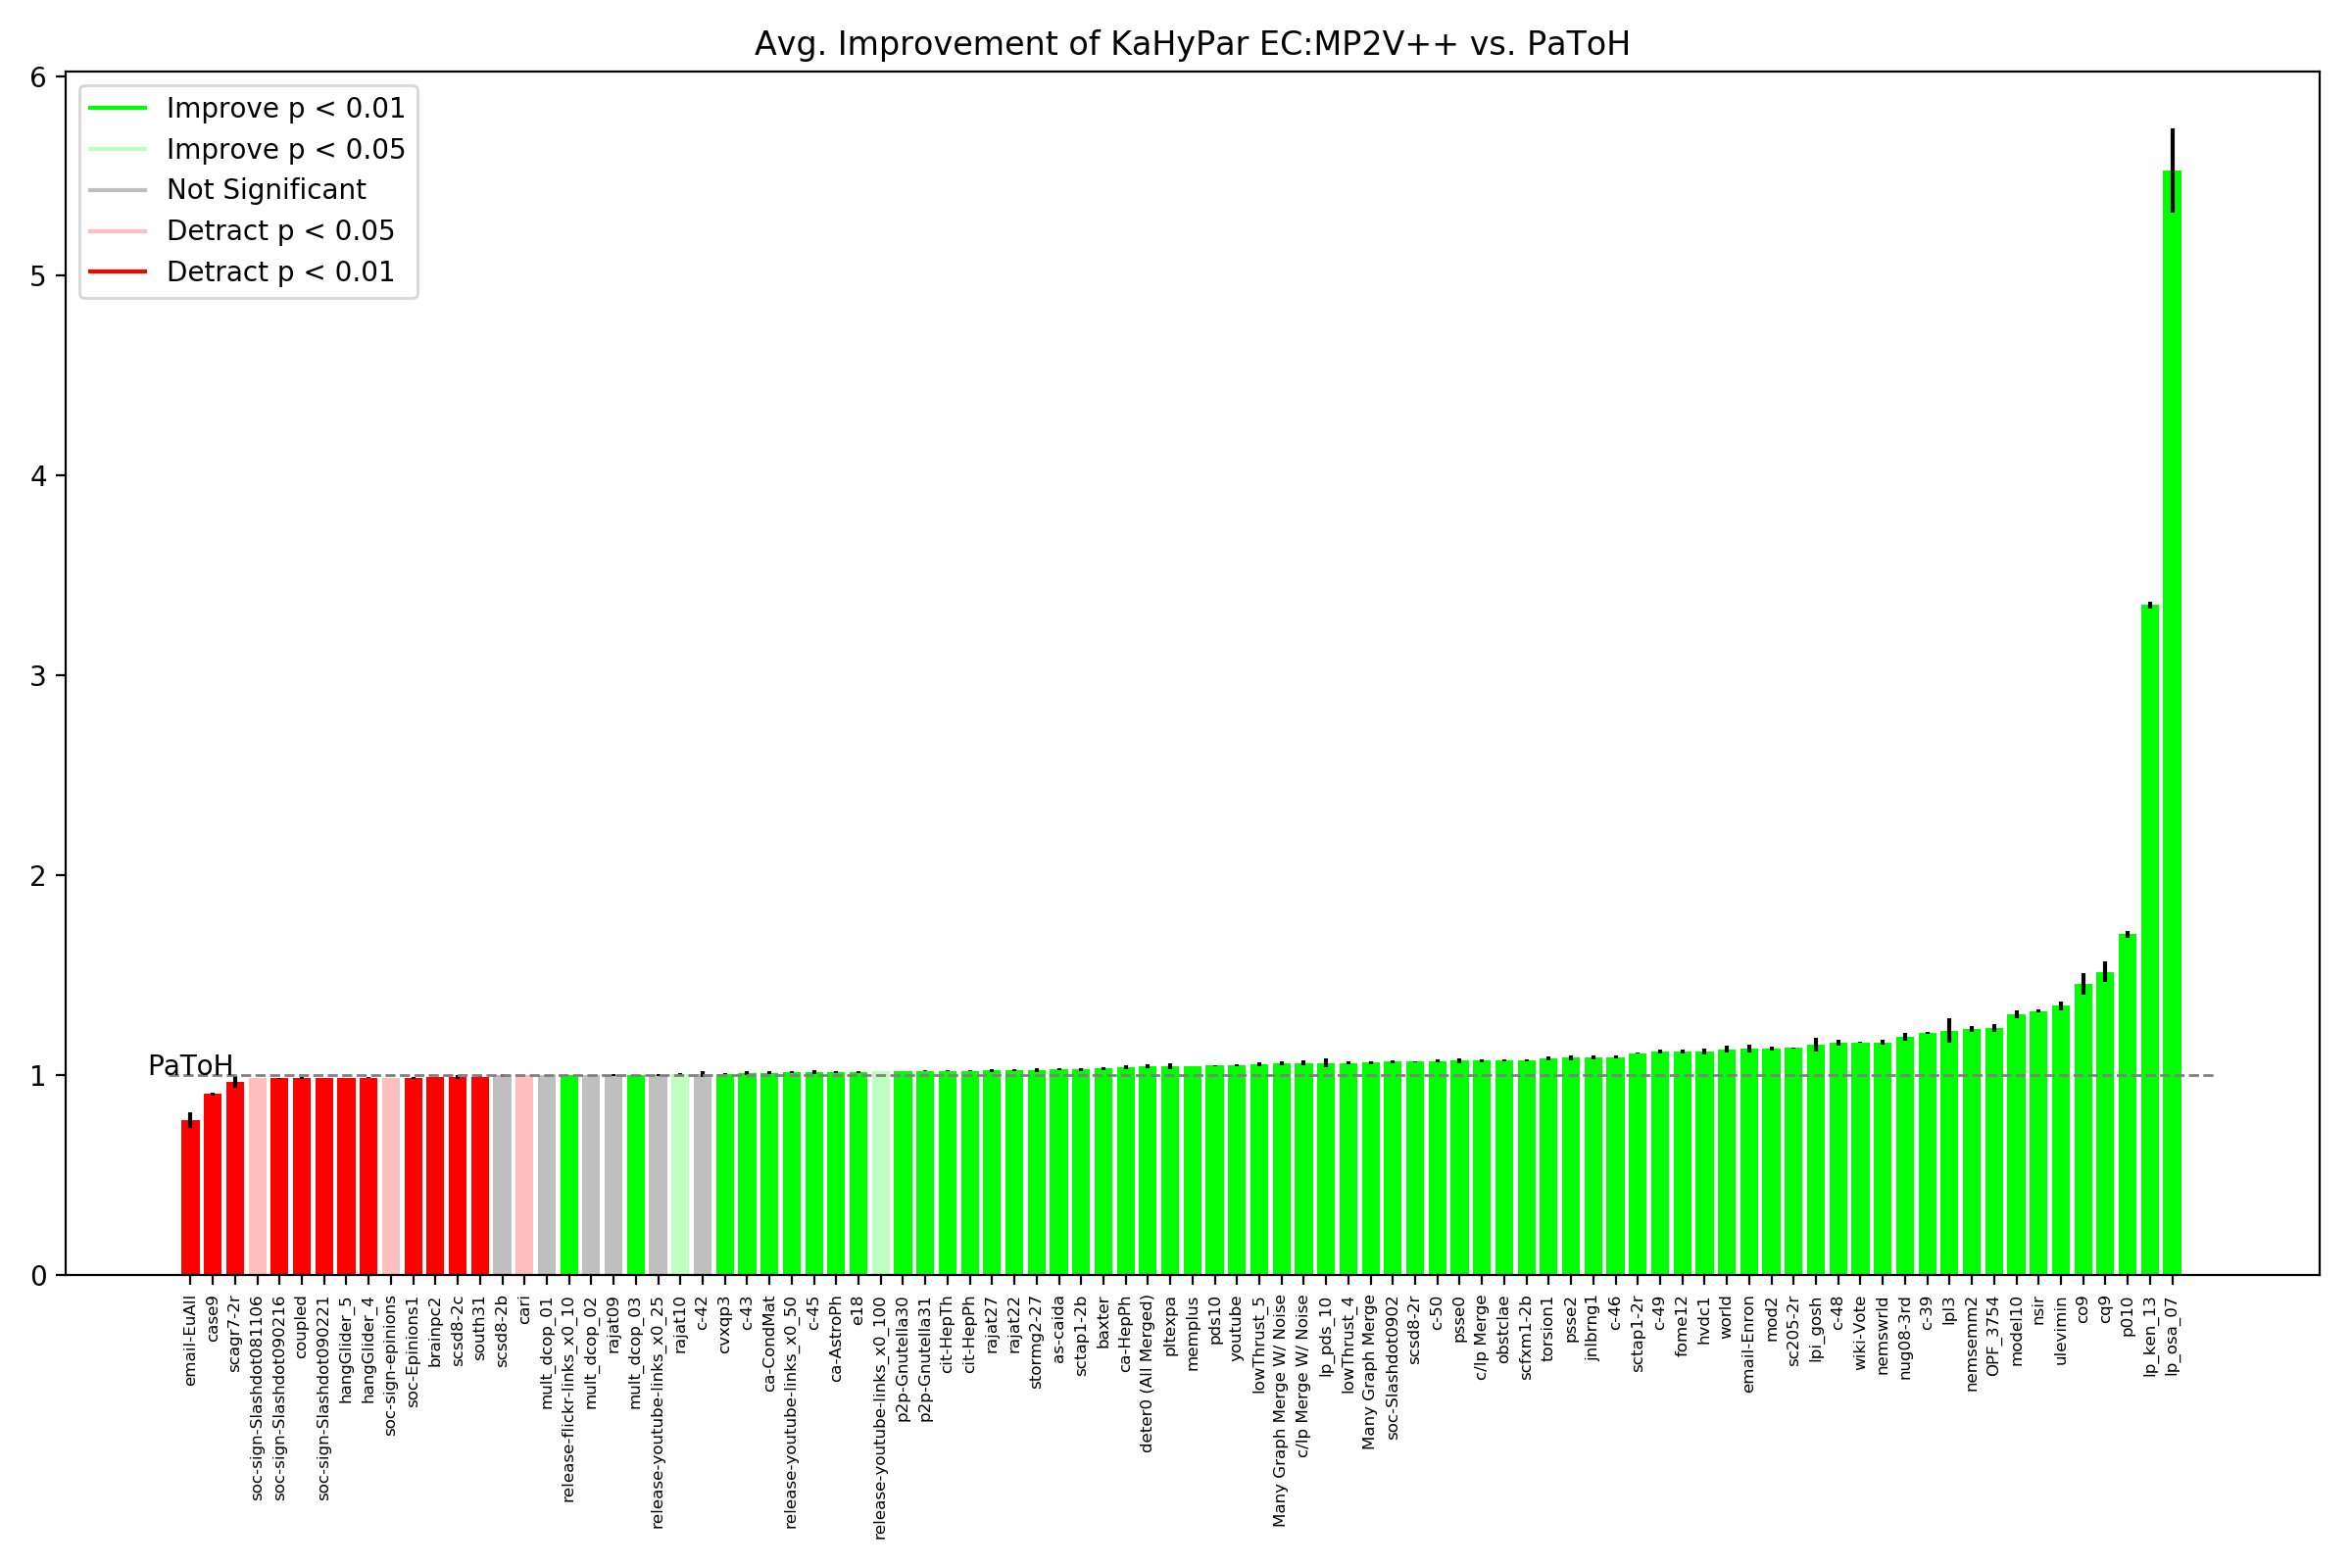 Avg. Improvement of KaHyPar EC:MP2V++ vs. PaToH
6
5
4
3
2
1
0
Improve p < 0.01
Improve p < 0.05
Not Significant
Detract p < 0.05
Detract p < 0.01
PaToH
email-EuAll
case9
scagr7-2r
soc-sign-Slashdot081106
soc-sign-Slashdot090216
coupled
soc-sign-Slashdot090221
hangGlider_5
hangGlider_4
soc-sign-epinions
soc-Epinions1
brainpc2
scsd8-2c
south31
scsd8-2b
cari
mult_dcop_01
release-flickr-links_x0_10
mult_dcop_02
rajat09
mult_dcop_03
release-youtube-links_x0_25
rajat10
c-42
cvxqp3
c-43
ca-CondMat
release-youtube-links_x0_50
c-45
ca-AstroPh
e18
release-youtube-links_x0_100
p2p-Gnutella30
p2p-Gnutella31
cit-HepTh
cit-HepPh
rajat27
rajat22
stormg2-27
as-caida
sctap1-2b
baxter
ca-HepPh
deter0 (All Merged)
pltexpa
memplus
pds10
youtube
lowThrust_5
Many Graph Merge W/ Noise
c/lp Merge W/ Noise
lp_pds_10
lowThrust_4
Many Graph Merge
soc-Slashdot0902
scsd8-2r
c-50
psse0
c/lp Merge
obstclae
scfxm1-2b
torsion1
psse2
jnlbrng1
c-46
sctap1-2r
c-49
fome12
hvdc1
world
email-Enron
mod2
sc205-2r
lpi_gosh
c-48
wiki-Vote
nemswrld
nug08-3rd
c-39
lpl3
nemsemm2
OPF_3754
model10
nsir
ulevimin
co9
cq9
p010
lp_ken_13
lp_osa_07